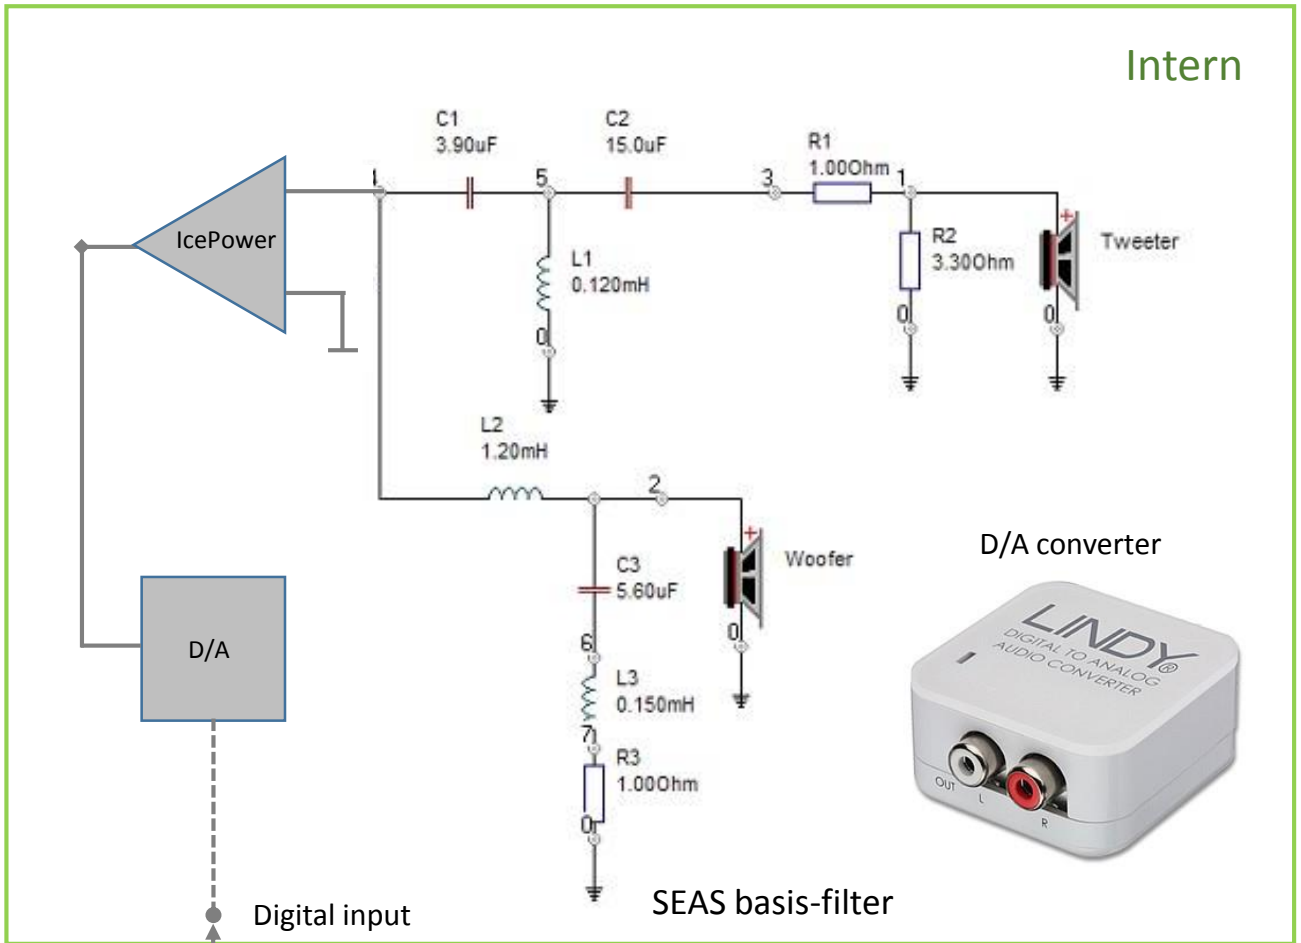 Intern
C1
3.90uF
C2
15.0uF
R1
1.00Ohm
1
5
3
1
IcePower
R2
3.30Ohm
Tweeter
L1
0.120mH
0
0
0
L2
1.20mH
2
Woofer
D/A converter
C3
5.60uF
0
6
L3
0.150mH
7
R3
1.00Ohm
0
D/A
LINDY®
DIGITAL TO ANALOG
AUDIO CONVERTER
OUT
L
R
SEAS basis-filter
Digital input